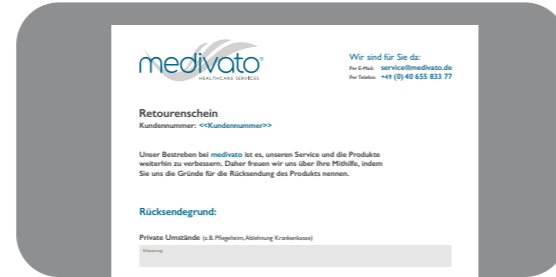 medivato®
HEALTHCARE SERVICES
Wir sind für Sie da:
Per E-Mail: service@medivato.de
Per Telefon: +49 (0) 40 655 833 77
Retourenschein
Kundennummer: <<Kundennummer>>
Unser Bestreben bei medivato ist es, unseren Service und die Produkte
weiterhin zu verbessern. Daher freuen wir uns über Ihre Mithilfe, indem
Sie uns die Gründe für die Rücksendung des Produkts nennen.
Rücksendegrund:
Private Umstände (z.B. Pflegeheim, Ablehnung Krankenkasse)
Erläuterung